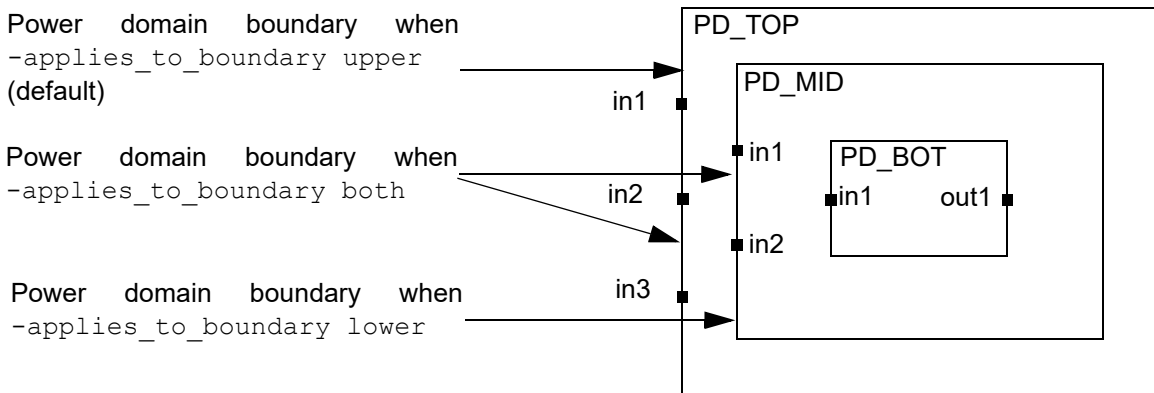 Power domain boundary when
-applies_to_boundary upper
(default)
PD_TOP
PD_MID
in1
Power domain boundary when
-applies_to_boundary both
in1
PD_BOT
in2
in1
out1
in2
Power domain boundary when
-applies_to_boundary lower
in3